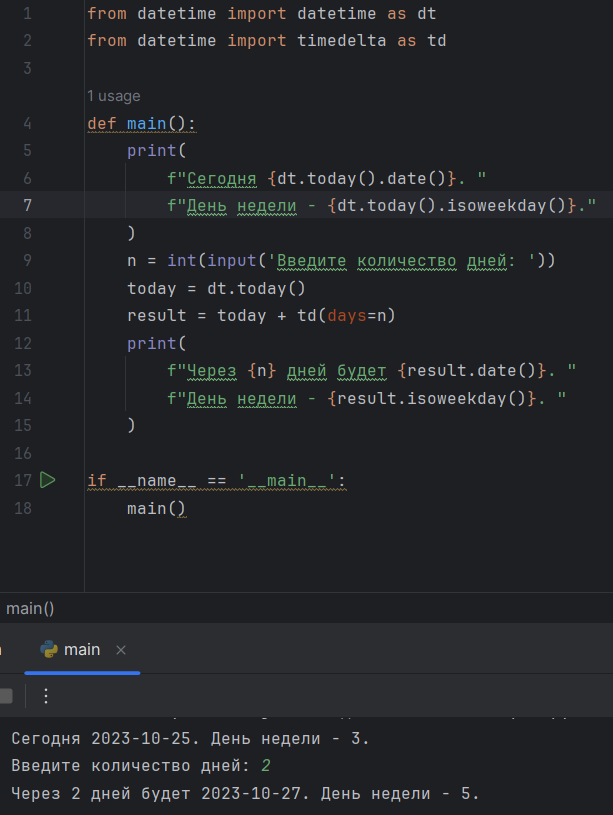 1 from datetime import datetime as dt
2 from datetime import timedelta as td
3
1 usage
4 def main():
5 print(
6 f"Сегодня {dt.today().date()}. "
7 f"День недели - {dt.today().isoweekday()}."
8 )
9 n = int(input('Введите количество дней: '))
10 today = dt.today()
11 result = today + td(days=n)
12 print(
13 f"Через {n} дней будет {result.date()}. "
14 f"День недели - {result.isoweekday()}. "
15 )
16
17 if __name__ == '__main__':
18 main()
main()
main
Сегодня 2023-10-25. День недели - 3.
Введите количество дней: 2
Через 2 дней будет 2023-10-27. День недели - 5.